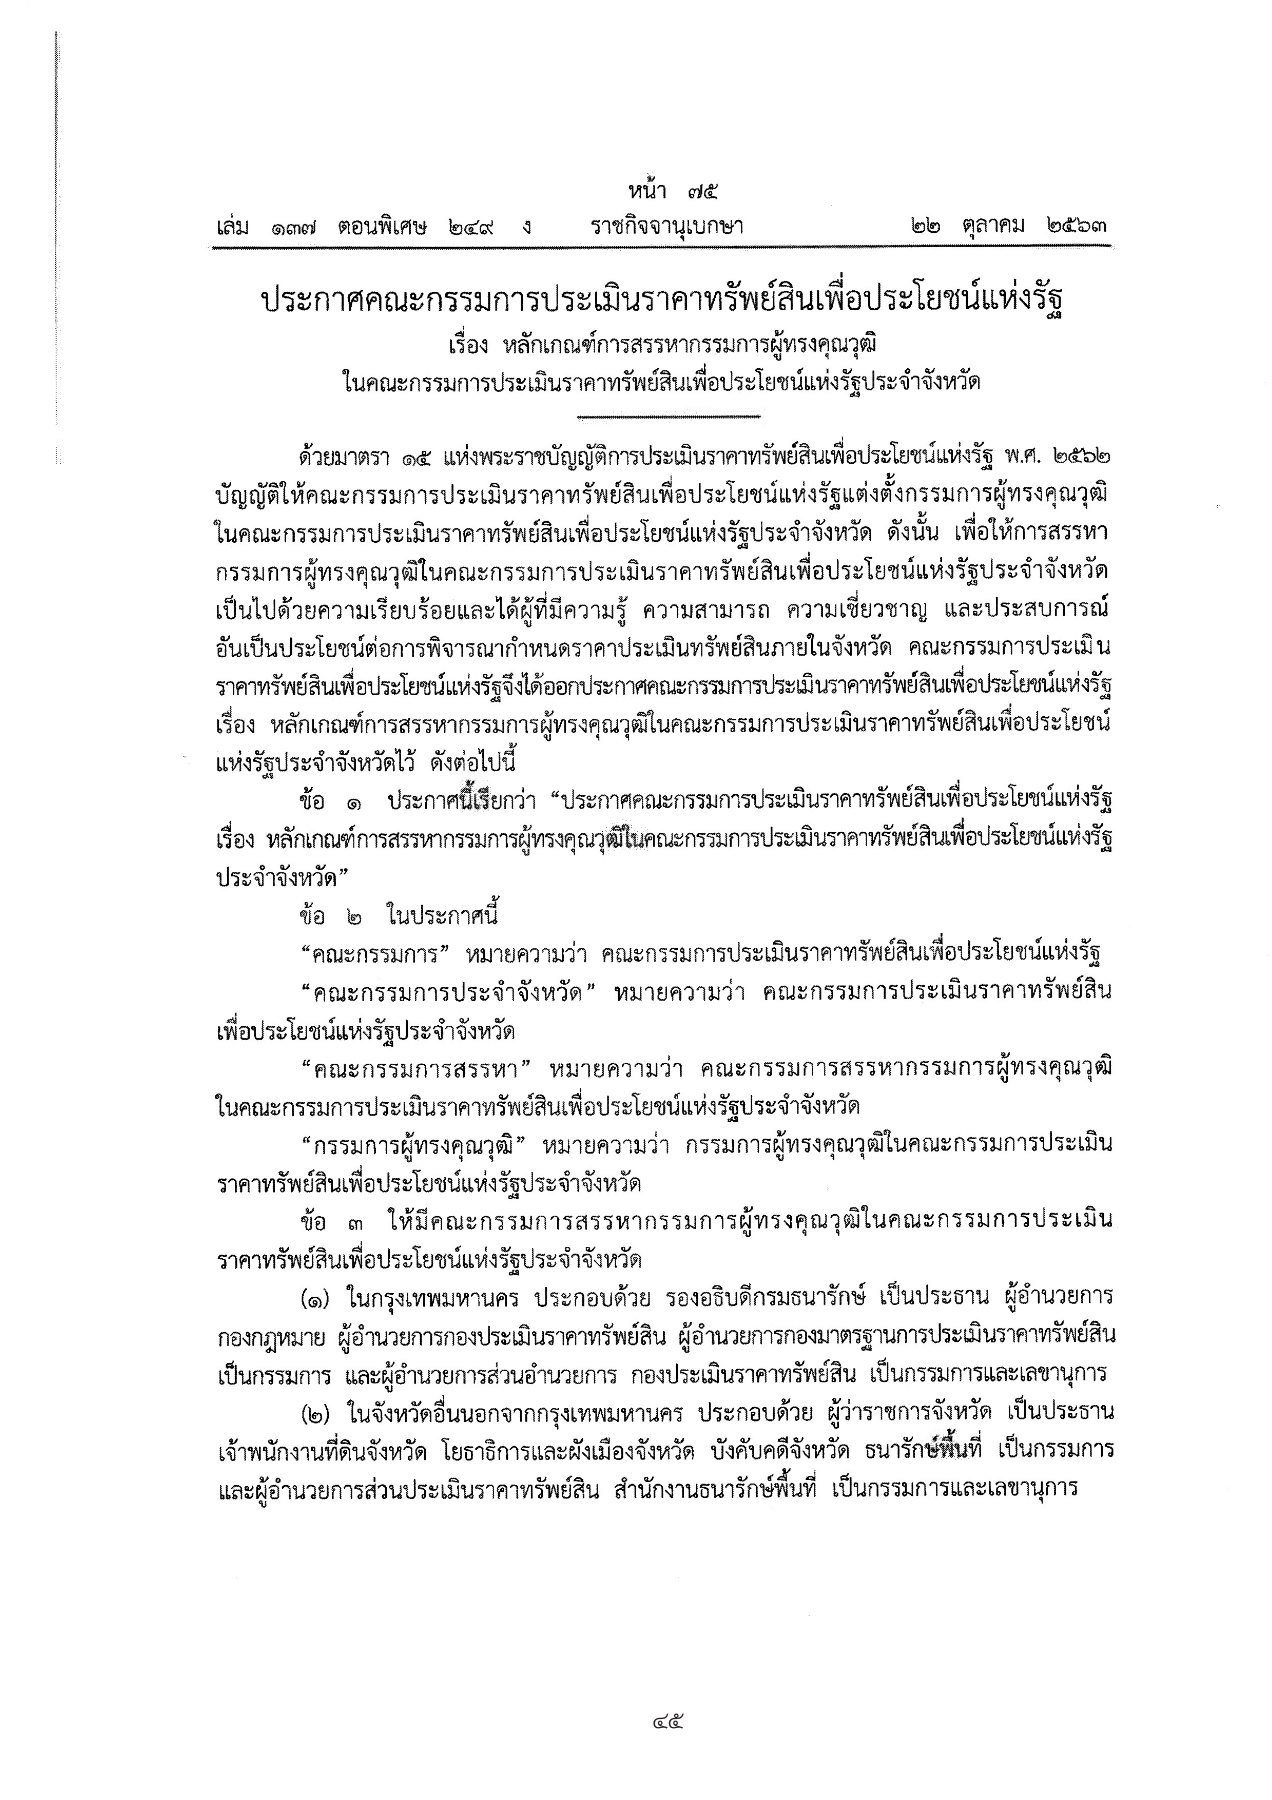 หน้า ๗๕
เล่ม ๑๓๗ ตอนพิเศษ ๒๔๙ ง ราชกิจจานุเบกษา ๒๒ ตุลาคม ๒๕๖๓
ประกาศคณะกรรมการประเมินราคาทรัพย์สินเพื่อประโยชน์แห่งรัฐ
เรื่อง หลักเกณฑ์การสรรหากรรมการผู้ทรงคุณวุฒิ
ในคณะกรรมการประเมินราคาทรัพย์สินเพื่อประโยชน์แห่งรัฐประจำจังหวัด
ด้วยมาตรา ๑๕ แห่งพระราชบัญญัติการประเมินราคาทรัพย์สินเพื่อประโยชน์แห่งรัฐ พ.ศ. ๒๕๖๒
บัญญัติให้คณะกรรมการประเมินราคาทรัพย์สินเพื่อประโยชน์แห่งรัฐแต่งตั้งกรรมการผู้ทรงคุณวุฒิ
ในคณะกรรมการประเมินราคาทรัพย์สินเพื่อประโยชน์แห่งรัฐประจำจังหวัด ดังนั้น เพื่อให้การสรรหา
กรรมการผู้ทรงคุณวุฒิในคณะกรรมการประเมินราคาทรัพย์สินเพื่อประโยชน์แห่งรัฐประจำจังหวัด
เป็นไปด้วยความเรียบร้อยและได้ผู้ที่มีความรู้ ความสามารถ ความเชี่ยวชาญ และประสบการณ์
อันเป็นประโยชน์ต่อการพิจารณากำหนดราคาประเมินทรัพย์สินภายในจังหวัด คณะกรรมการประเมิน
ราคาทรัพย์สินเพื่อประโยชน์แห่งรัฐจึงได้ออกประกาศคณะกรรมการประเมินราคาทรัพย์สินเพื่อประโยชน์แห่งรัฐ
เรื่อง หลักเกณฑ์การสรรหากรรมการผู้ทรงคุณวุฒิในคณะกรรมการประเมินราคาทรัพย์สินเพื่อประโยชน์
แห่งรัฐประจำจังหวัดไว้ ดังต่อไปนี้
ข้อ ๑ ประกาศนี้เรียกว่า “ประกาศคณะกรรมการประเมินราคาทรัพย์สินเพื่อประโยชน์แห่งรัฐ
เรื่อง หลักเกณฑ์การสรรหากรรมการผู้ทรงคุณวุฒิในคณะกรรมการประเมินราคาทรัพย์สินเพื่อประโยชน์แห่งรัฐ
ประจำจังหวัด”
ข้อ ๒ ในประกาศนี้
“คณะกรรมการ” หมายความว่า คณะกรรมการประเมินราคาทรัพย์สินเพื่อประโยชน์แห่งรัฐ
“คณะกรรมการประจำจังหวัด” หมายความว่า คณะกรรมการประเมินราคาทรัพย์สิน
เพื่อประโยชน์แห่งรัฐประจำจังหวัด
“คณะกรรมการสรรหา” หมายความว่า คณะกรรมการสรรหากรรมการผู้ทรงคุณวุฒิ
ในคณะกรรมการประเมินราคาทรัพย์สินเพื่อประโยชน์แห่งรัฐประจำจังหวัด
“กรรมการผู้ทรงคุณวุฒิ” หมายความว่า กรรมการผู้ทรงคุณวุฒิในคณะกรรมการประเมิน
ราคาทรัพย์สินเพื่อประโยชน์แห่งรัฐประจำจังหวัด
ข้อ ๓ ให้มีคณะกรรมการสรรหากรรมการผู้ทรงคุณวุฒิในคณะกรรมการประเมิน
ราคาทรัพย์สินเพื่อประโยชน์แห่งรัฐประจำจังหวัด
(๑) ในกรุงเทพมหานคร ประกอบด้วย รองอธิบดีกรมธนารักษ์ เป็นประธาน ผู้อำนวยการ
กองกฎหมาย ผู้อำนวยการกองประเมินราคาทรัพย์สิน ผู้อำนวยการกองมาตรฐานการประเมินราคาทรัพย์สิน
เป็นกรรมการ และผู้อำนวยการส่วนอำนวยการ กองประเมินราคาทรัพย์สิน เป็นกรรมการและเลขานุการ
(๒) ในจังหวัดอื่นนอกจากกรุงเทพมหานคร ประกอบด้วย ผู้ว่าราชการจังหวัด เป็นประธาน
เจ้าพนักงานที่ดินจังหวัด โยธาธิการและผังเมืองจังหวัด บังคับคดีจังหวัด ธนารักษ์พื้นที่ เป็นกรรมการ
และผู้อำนวยการส่วนประเมินราคาทรัพย์สิน สำนักงานธนารักษ์พื้นที่ เป็นกรรมการและเลขานุการ
๔๕